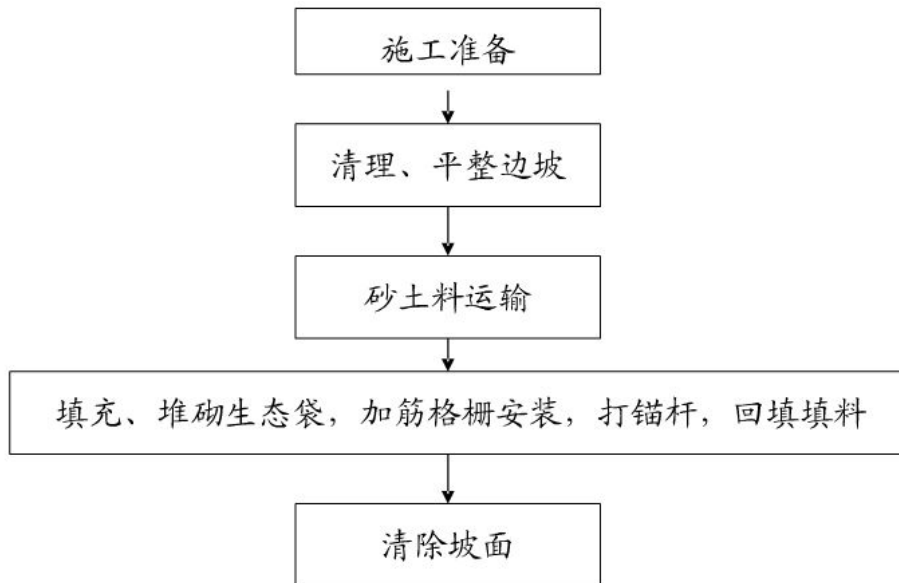 施工准备
清理、平整边坡
砂土料运输
填充、堆砌生态袋，加筋格栅安装，打锚杆，回填填料
清除坡面